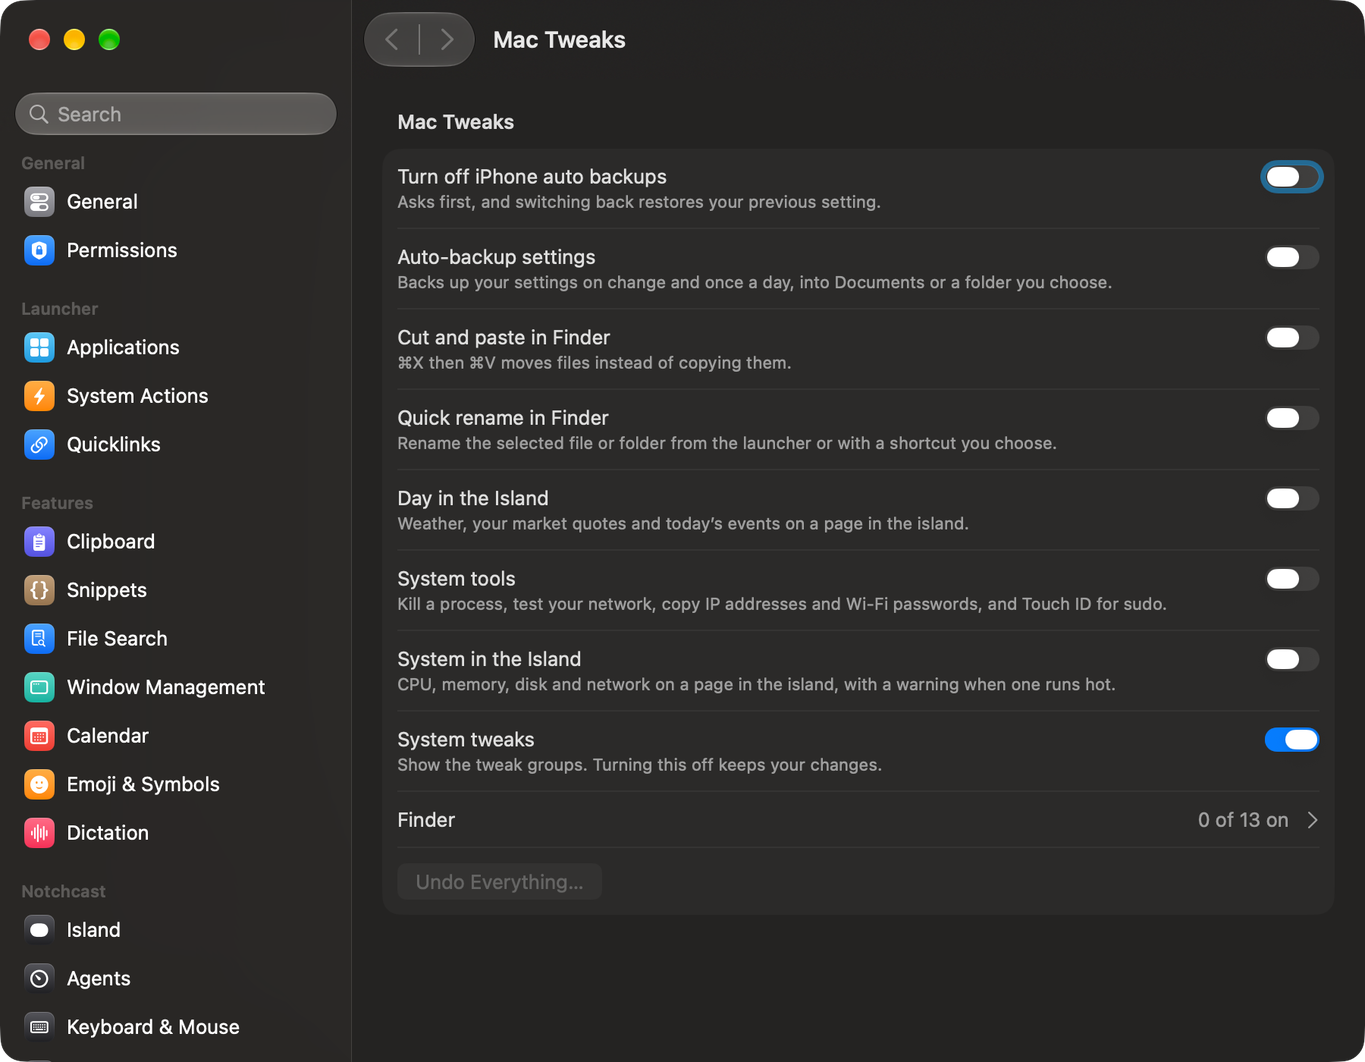 Mac Tweaks
Search
General
General
Permissions
Launcher
Applications
System Actions
Quicklinks
Features
Clipboard
Snippets
File Search
Window Management
Calendar
Emoji & Symbols
Dictation
Notchcast
Island
Agents
Keyboard & Mouse
Mac Tweaks
Turn off iPhone auto backups
Asks first, and switching back restores your previous setting.
Auto-backup settings
Backs up your settings on change and once a day, into Documents or a folder you choose.
Cut and paste in Finder
⌘X then ⌘V moves files instead of copying them.
Quick rename in Finder
Rename the selected file or folder from the launcher or with a shortcut you choose.
Day in the Island
Weather, your market quotes and today’s events on a page in the island.
System tools
Kill a process, test your network, copy IP addresses and Wi-Fi passwords, and Touch ID for sudo.
System in the Island
CPU, memory, disk and network on a page in the island, with a warning when one runs hot.
System tweaks
Show the tweak groups. Turning this off keeps your changes.
Finder 0 of 13 on
Undo Everything...